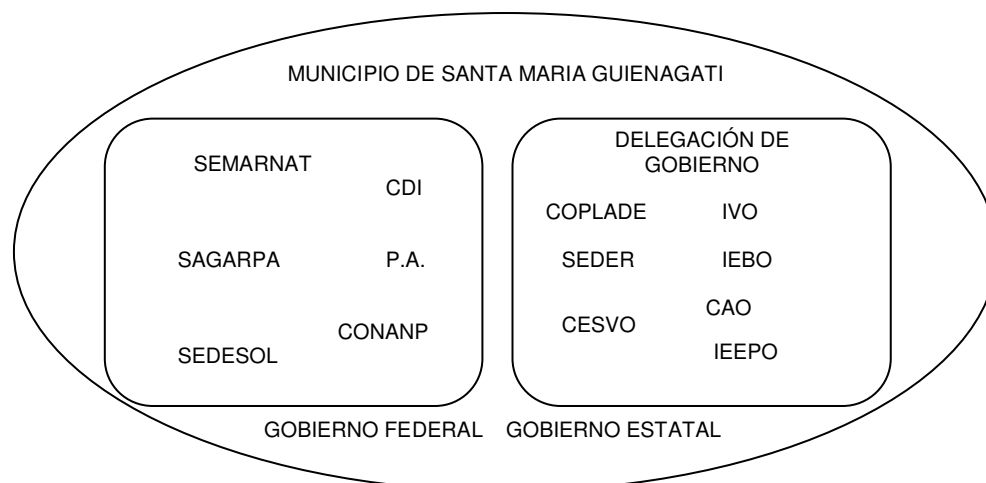 MUNICIPIO DE SANTA MARIA GUIENAGATI
SEMARNAT
CDI
SAGARPA
P.A.
CONANP
SEDESOL
DELEGACIÓN DE
GOBIERNO
COPLADE
IVO
SEDER
IEBO
CESVO
CAO
IEEPO
GOBIERNO FEDERAL
GOBIERNO ESTATAL